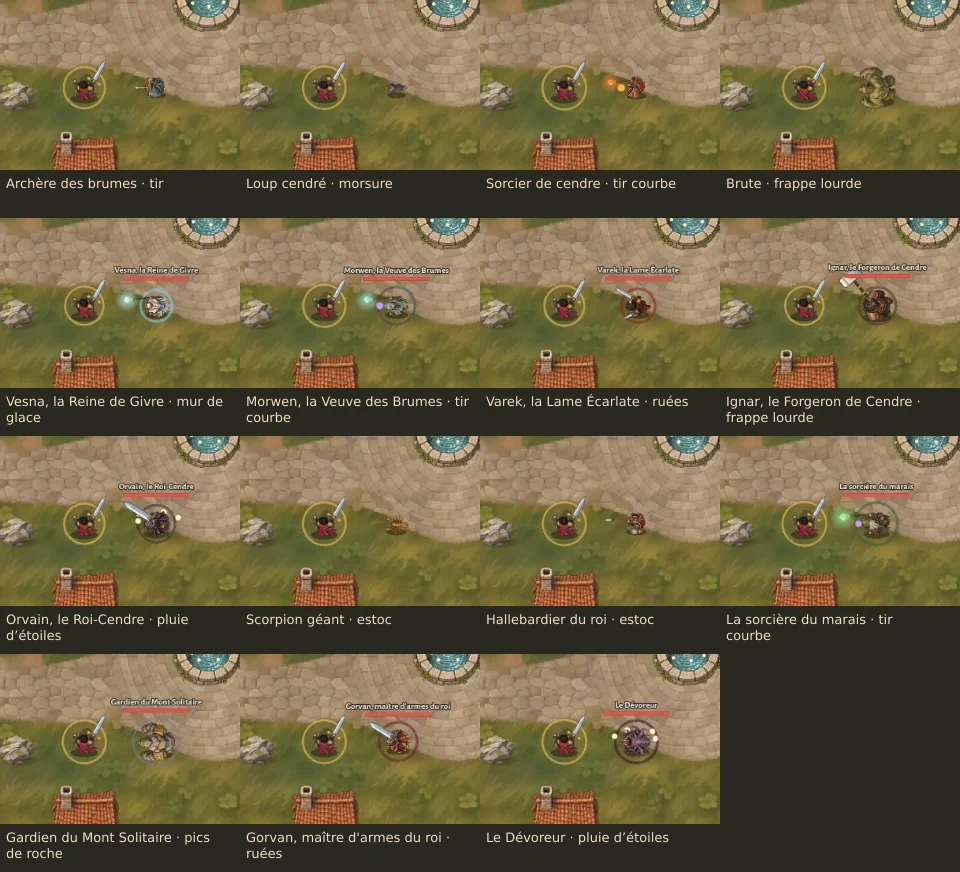 Archère des brumes · tir
Loup cendré · morsure
Sorcier de cendre · tir courbe
Brute · frappe lourde
Vesna, la Reine de Givre
Morwen, la Veuve des Brumes
Varek, la Lame Écarlate
Ignar, le Forgeron de Cendre
Vesna, la Reine de Givre · mur de
glace
Morwen, la Veuve des Brumes · tir
courbe
Varek, la Lame Écarlate · ruées
Ignar, le Forgeron de Cendre ·
frappe lourde
Orvain, le Roi-Cendre
La sorcière du marais
Orvain, le Roi-Cendre · pluie
d’étoiles
Scorpion géant · estoc
Hallebardier du roi · estoc
La sorcière du marais · tir
courbe
Gardien du Mont Solitaire
Gorvan, maître d'armes du roi
Le Dévoreur
Gardien du Mont Solitaire · pics
de roche
Gorvan, maître d'armes du roi ·
ruées
Le Dévoreur · pluie d’étoiles